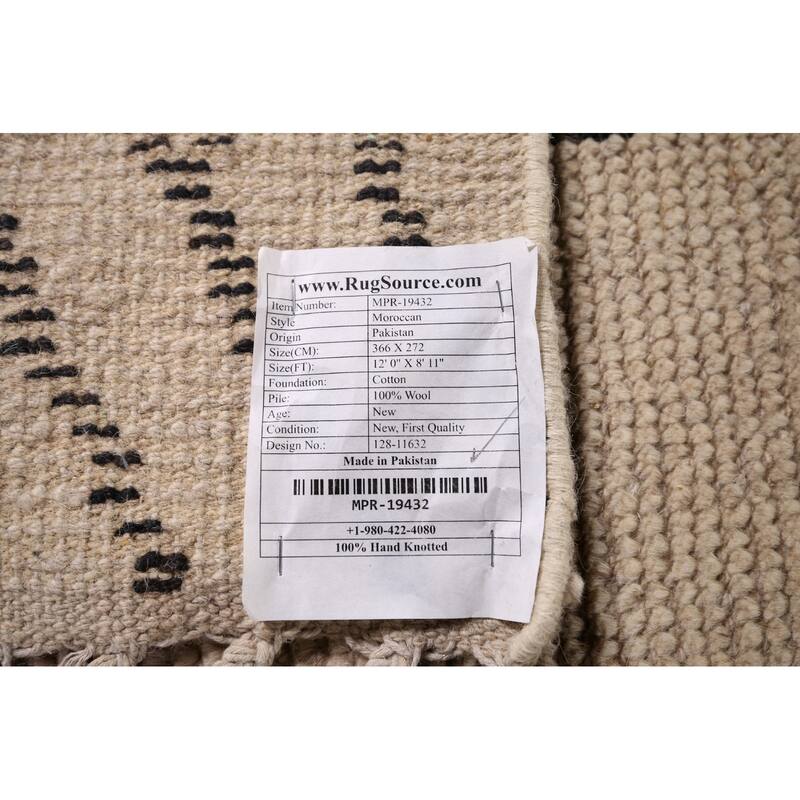 www.RugSource.com
Item Number: MPR-19432
Style Moroccan
Origin Pakistan
Size(CM): 366 X 272
Size(FT): 12' 0" X 8' 11"
Foundation: Cotton
Pile: 100% Wool
Age: New
Condition: New, First Quality
Design No.: 128-11632
Made in Pakistan
MPR-19432
+1-980-422-4080
100% Hand Knotted